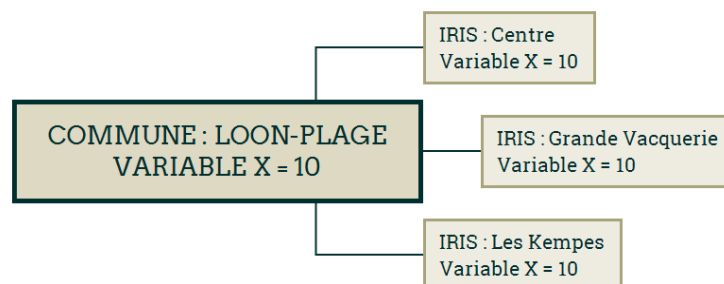 IRIS : Centre
Variable X = 10
COMMUNE : LOON-PLAGE
VARIABLE X = 10
IRIS : Grande Vacquerie
Variable X = 10
IRIS : Les Kempes
Variable X = 10